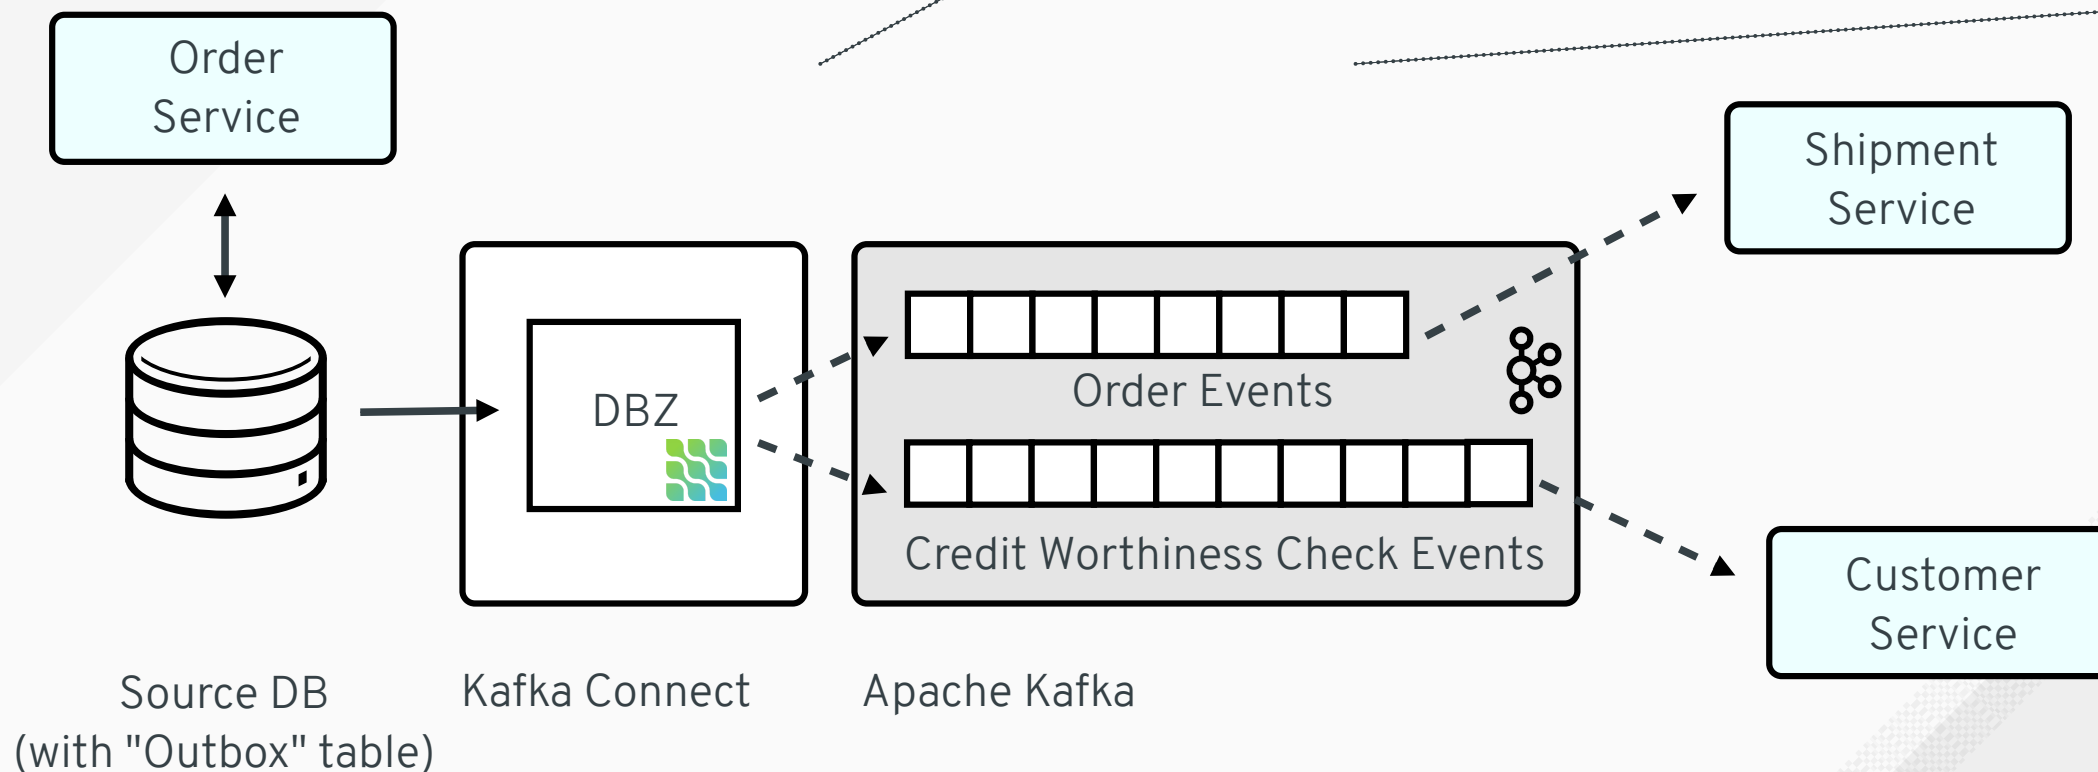 Order
Service
Shipment
Service
DBZ
Order Events
Credit Worthiness Check Events
Customer
Service
Source DB
(with "Outbox" table)
Kafka Connect
Apache Kafka